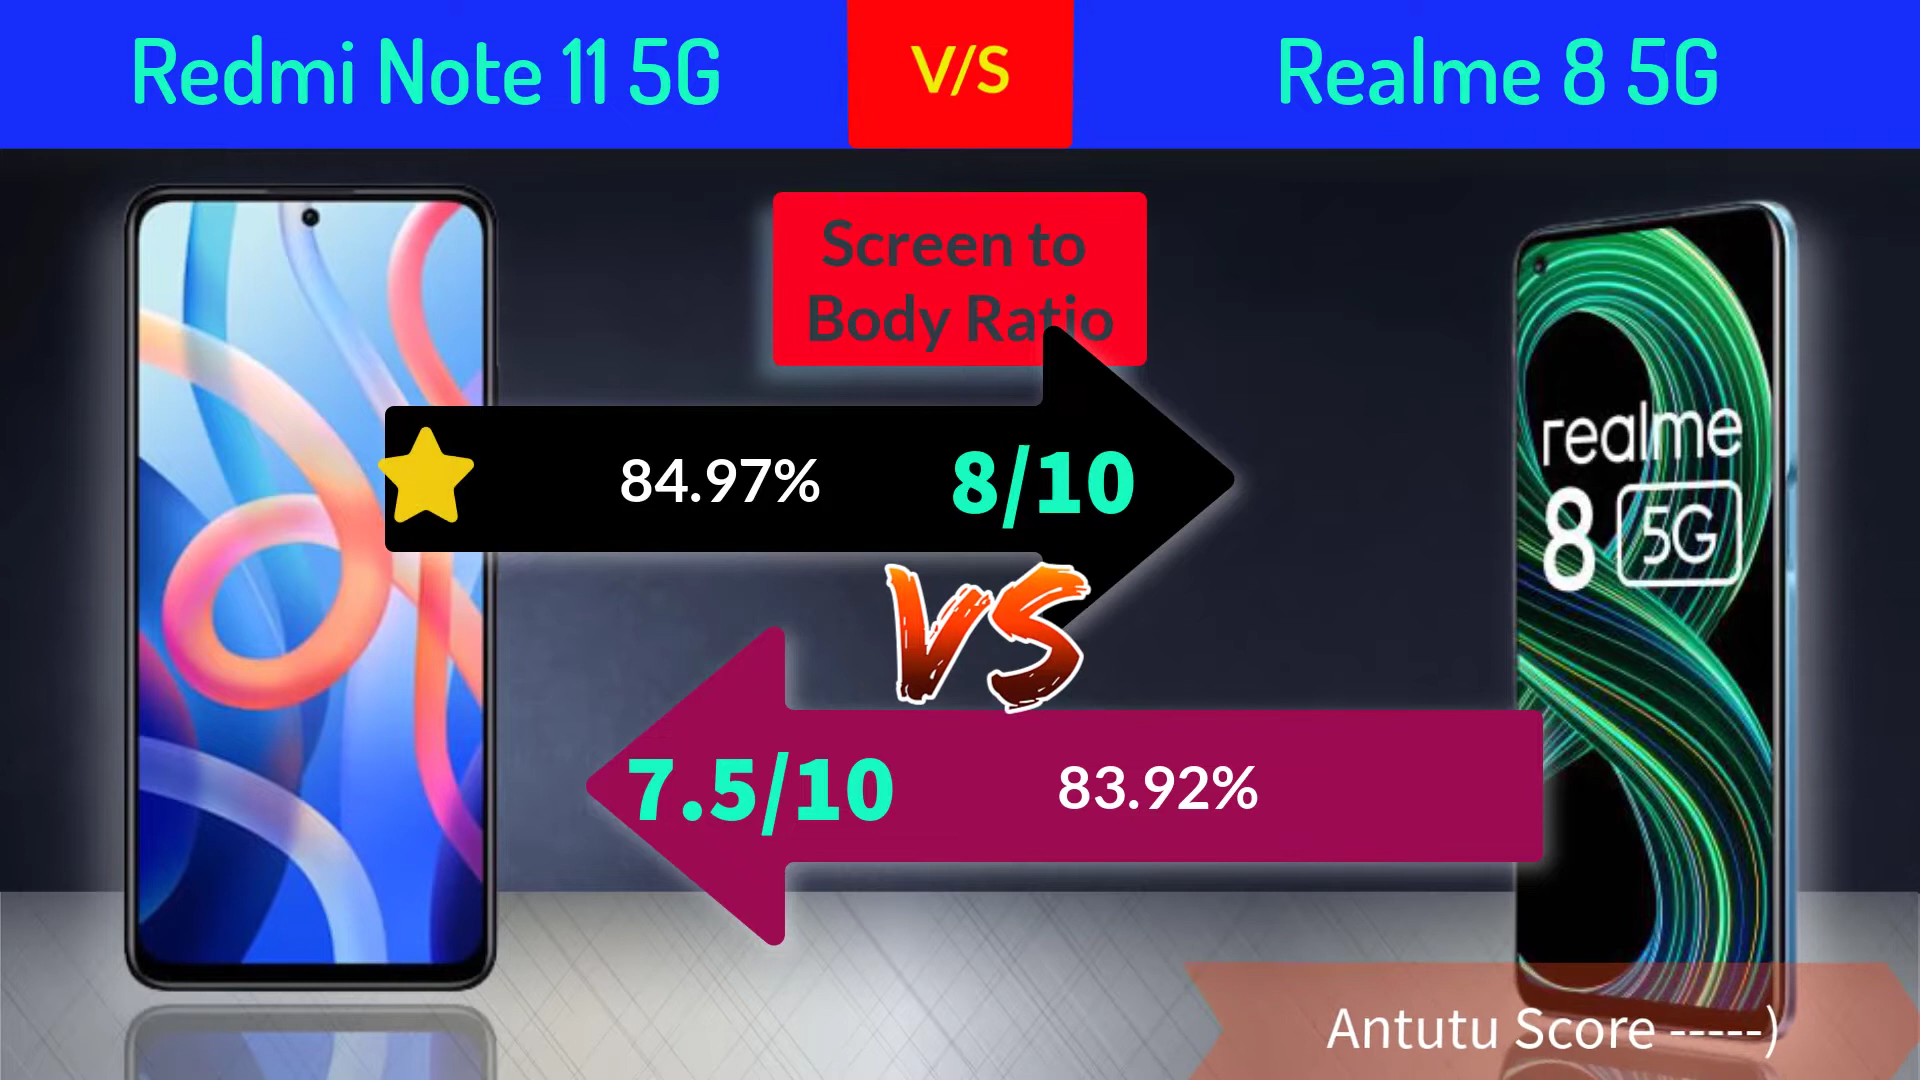 Redmi Note 11 5G
V/S
Realme 8 5G
Screen to
Body Ratio
84.97%
8/10
VS
7.5/10
83.92%
realme
8 5G
Antutu Score -----)